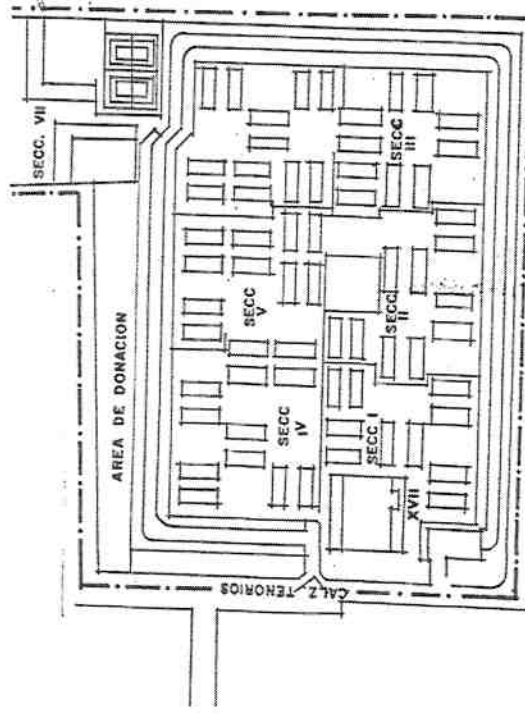 SECC. VII
AREA DE DONACION
SECC
V
SECC
IV
SECC
III
SECC
II
SECC I
XVII
CALZ. TENORIOS